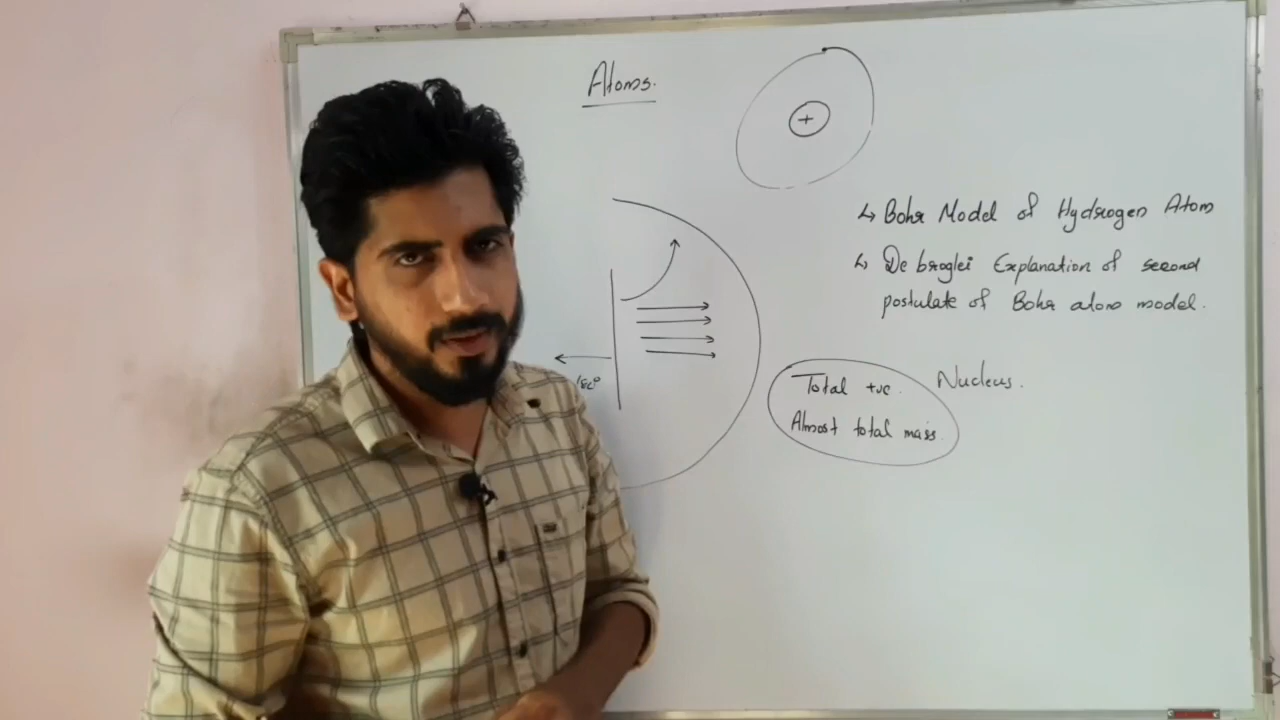 Atoms.
+
↳ Bohr Model of Hydrogen Atom
↳ De broglei Explanation of second
postulate of Bohr atom model.
180°
Total +ve. Nucleus.
Almost total mass.